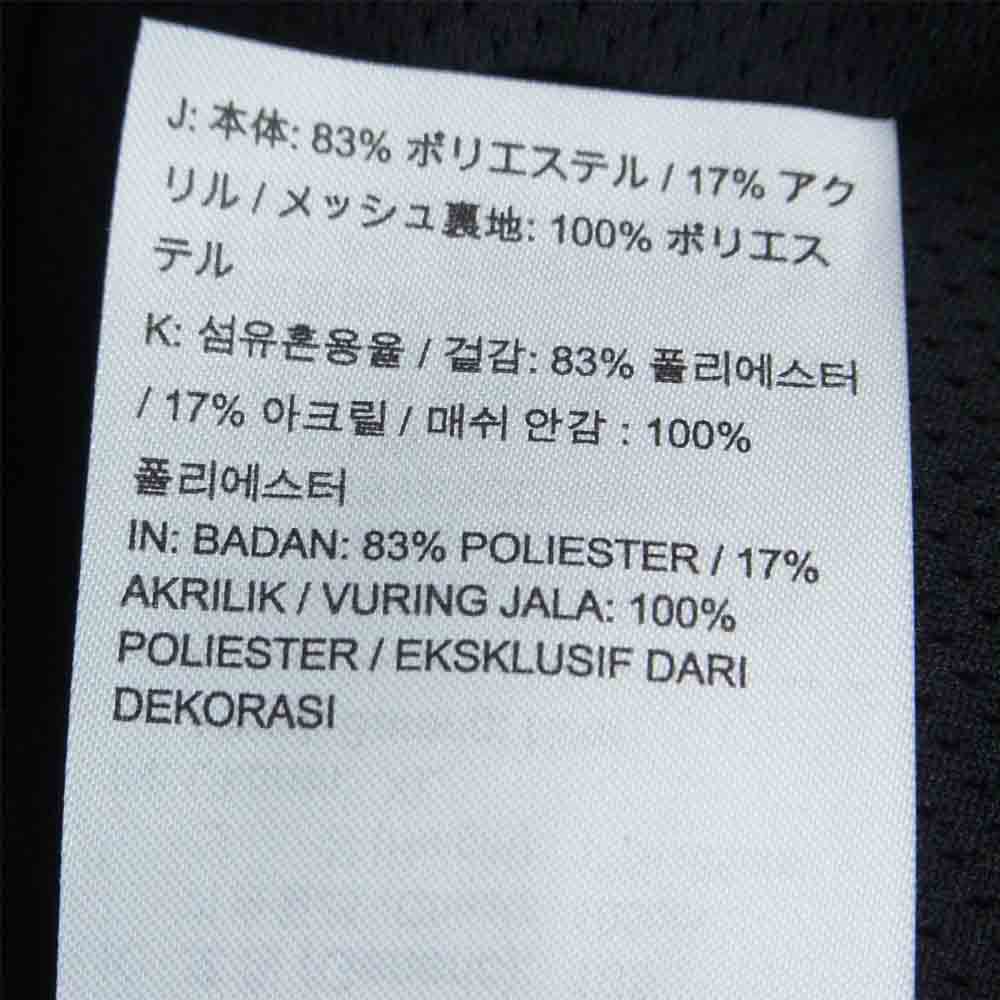 J: 本体: 83% ポリエステル / 17% アク
リル / メッシュ裏地: 100% ポリエス
テル
K: 섬유혼용율 / 걸감: 83% 폴리에스터
/ 17% 아크릴 / 매쉬 안감 : 100%
폴리에스터
IN: BADAN: 83% POLIESTER / 17%
AKRILIK / VURING JALA: 100%
POLIESTER / EKSKLUSIF DARI
DEKORASI